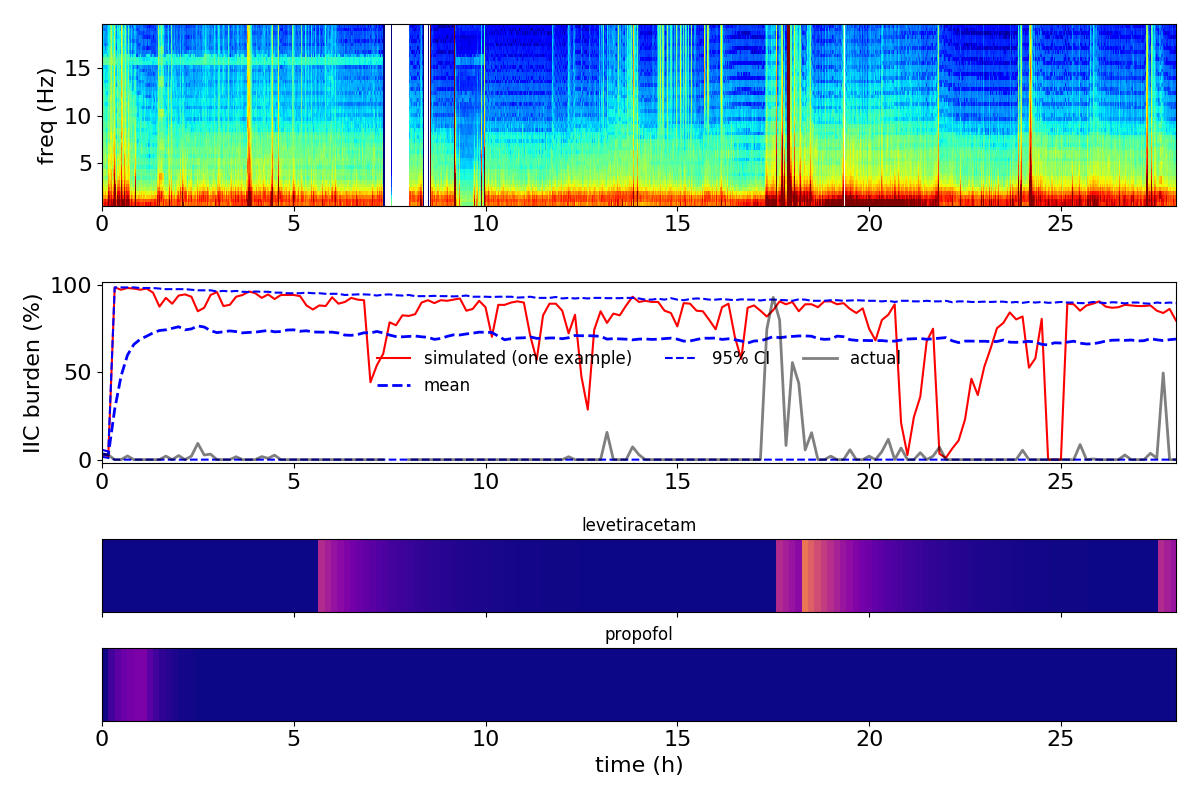 freq (Hz)
15
10
5
0 5 10 15 20 25
IIC burden (%)
100
50
0
simulated (one example) 95% CI actual
mean
0 5 10 15 20 25
levetiracetam
propofol
0 5 10 15 20 25
time (h)